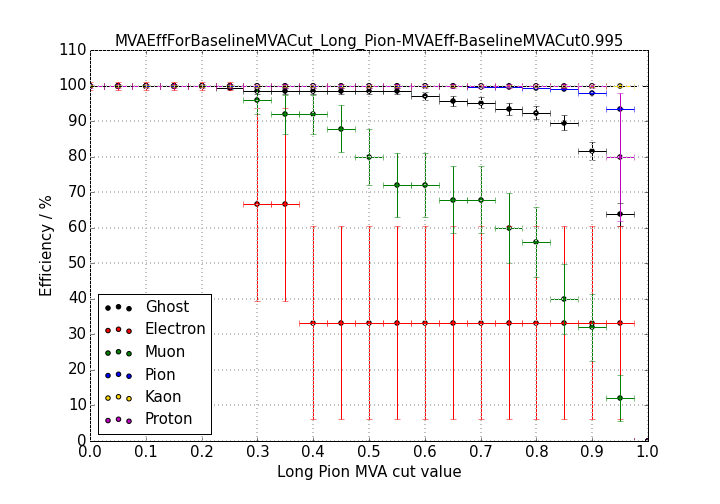 MVAEffForBaselineMVACut_Long_Pion-MVAEff-BaselineMVACut0.995
110
100
90
80
70
60
50
40
30
20
10
0
Efficiency / %
Ghost
Electron
Muon
Pion
Kaon
Proton
0.0 0.1 0.2 0.3 0.4 0.5 0.6 0.7 0.8 0.9 1.0
Long Pion MVA cut value